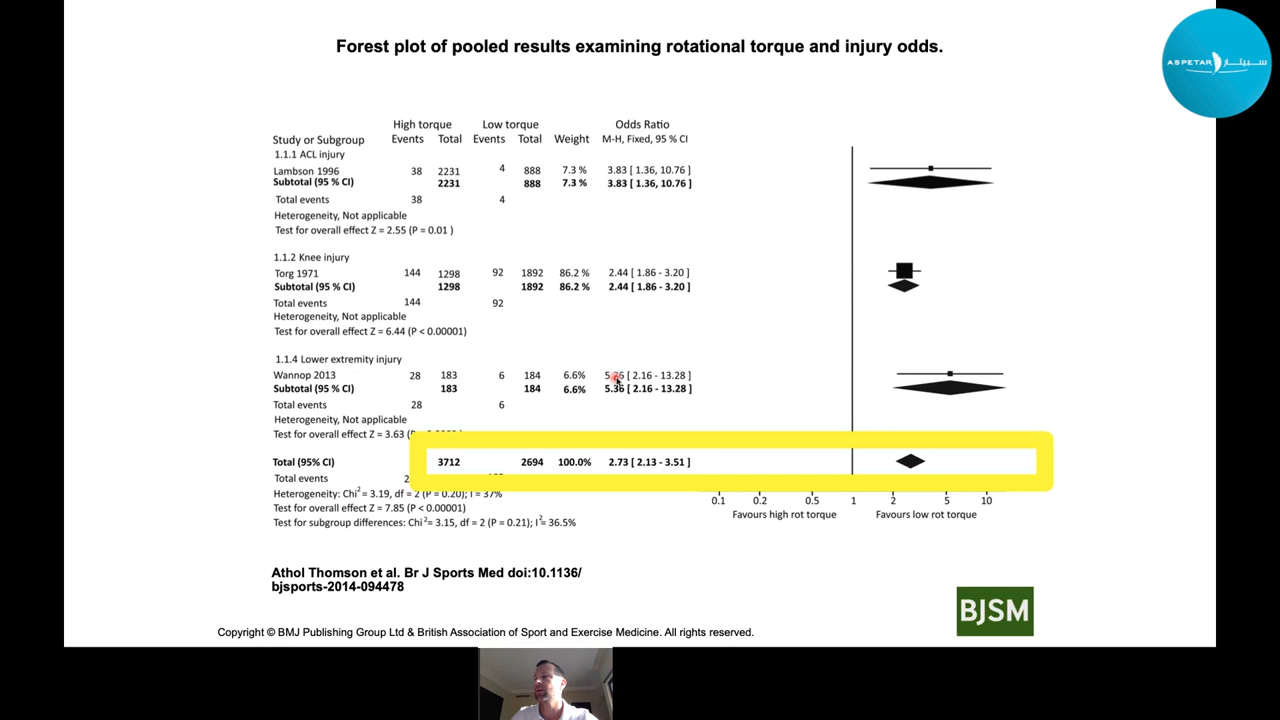 Forest plot of pooled results examining rotational torque and injury odds.
ASPETAR سبيتار
High torque Low torque Odds Ratio
Study or Subgroup Events Total Events Total Weight M-H, Fixed, 95 % CI
1.1.1 ACL injury
Lambson 1996 38 2231 4 888 7.3 % 3.83 [ 1.36, 10.76 ]
Subtotal (95 % CI) 2231 888 7.3 % 3.83 [ 1.36, 10.76 ]
Total events 38 4
Heterogeneity, Not applicable
Test for overall effect Z = 2.55 (P = 0.01 )
1.1.2 Knee injury
Torg 1971 144 1298 92 1892 86.2 % 2.44 [ 1.86 - 3.20 ]
Subtotal (95 % CI) 1298 1892 86.2 % 2.44 [ 1.86 - 3.20 ]
Total events 144 92
Heterogeneity, Not applicable
Test for overall effect Z = 6.44 (P < 0.00001)
1.1.4 Lower extremity injury
Wannop 2013 28 183 6 184 6.6% [ 2.16 - 13.28 ]
Subtotal (95 % CI) 183 184 6.6% 5.36 [ 2.16 - 13.28 ]
Total events 28 6
Heterogeneity, Not applicable
Test for overall effect Z = 3.63 (P
Total (95% CI) 3712 2694 100.0% 2.73 [ 2.13 - 3.51 ]
Total events
Heterogeneity: Chi² = 3.19, df = 2 (P = 0.20); I = 37%
Test for overall effect Z = 7.85 (P < 0.00001)
Test for subgroup differences: Chi² = 3.15, df = 2 (P = 0.21); I² = 36.5%
0.1 0.2 0.5 1 2 5 10
Favours high rot torque Favours low rot torque
Athol Thomson et al. Br J Sports Med doi:10.1136/
bjsports-2014-094478
BJSM
Copyright © BMJ Publishing Group Ltd & British Association of Sport and Exercise Medicine. All rights reserved.